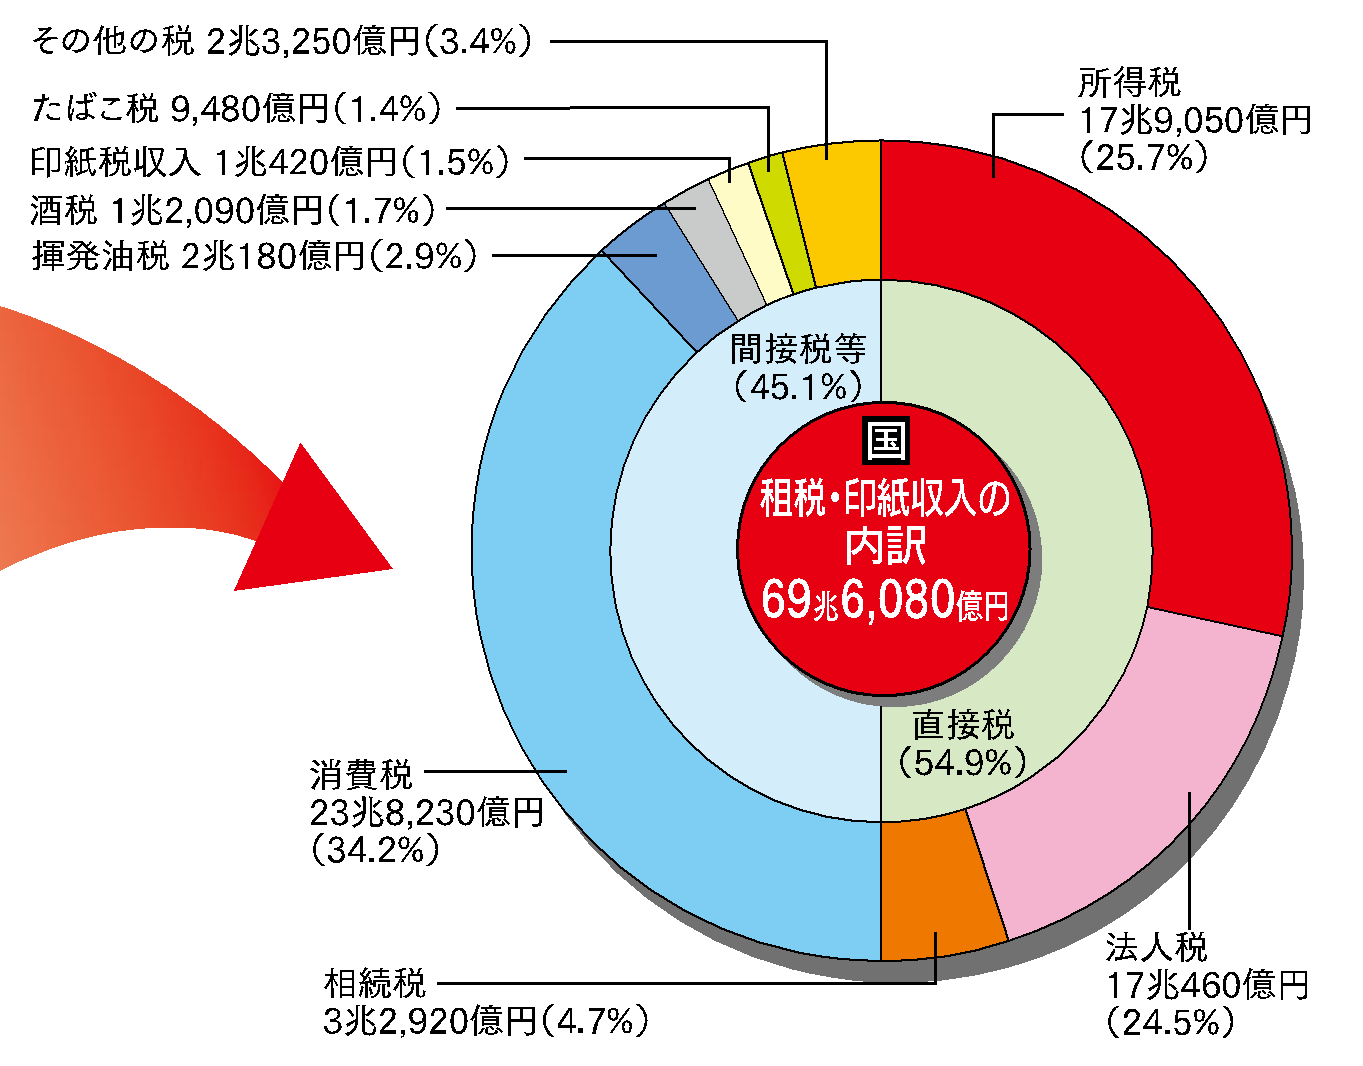 その他の税 2兆3,250億円(3.4%)
たばこ税 9,480億円(1.4%)
印紙税収入 1兆420億円(1.5%)
酒税 1兆2,090億円(1.7%)
揮発油税 2兆180億円(2.9%)
所得税
17兆9,050億円
(25.7%)
間接税等
(45.1%)
国
租税・印紙収入の
内訳
69兆6,080億円
直接税
(54.9%)
消費税
23兆8,230億円
(34.2%)
法人税
17兆460億円
(24.5%)
相続税
3兆2,920億円(4.7%)